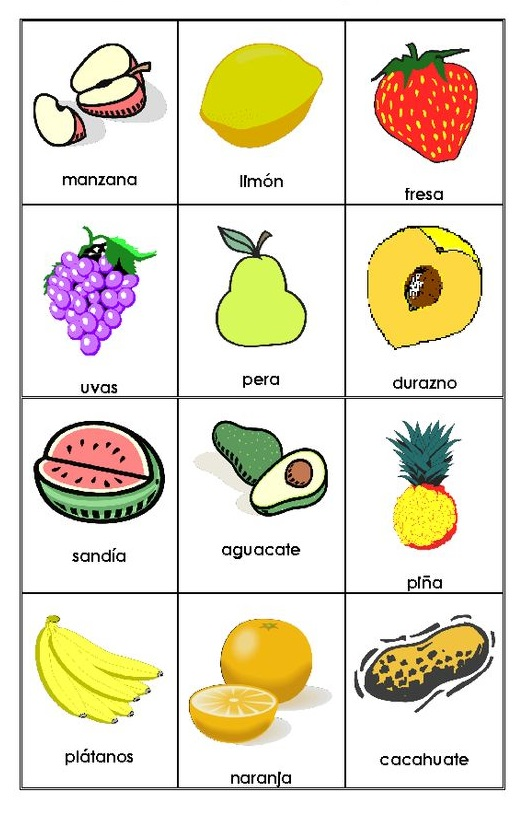 manzana
limón
fresa
uvas
pera
durazno
sandía
aguacate
piña
plátanos
naranja
cacahuate